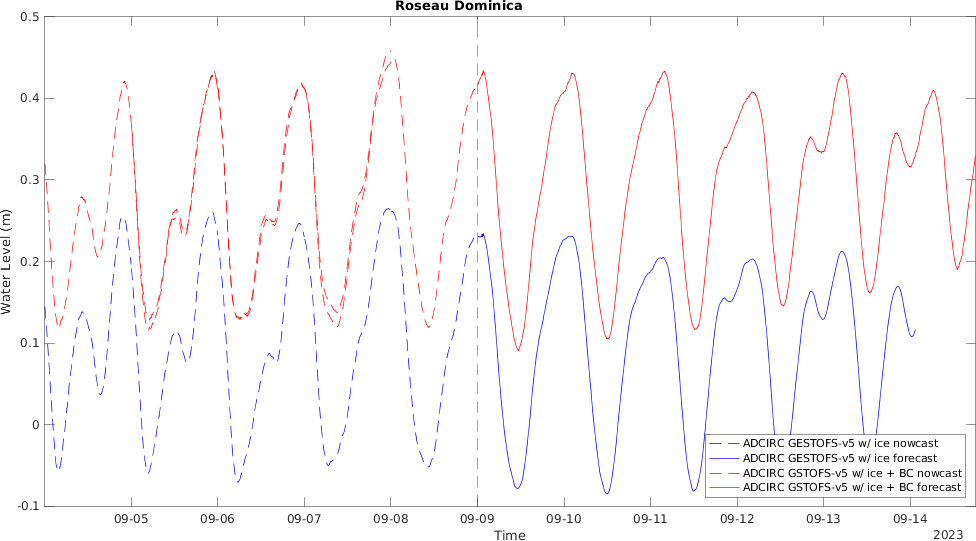 Roseau Dominica
0.5
0.4
0.3
0.2
0.1
0
-0.1
Water Level (m)
ADCIRC GESTOFS-v5 w/ ice nowcast
ADCIRC GESTOFS-v5 w/ ice forecast
ADCIRC GSTOFS-v5 w/ ice + BC nowcast
ADCIRC GSTOFS-v5 w/ ice + BC forecast
09-05 09-06 09-07 09-08 09-09 09-10 09-11 09-12 09-13 09-14
Time
2023